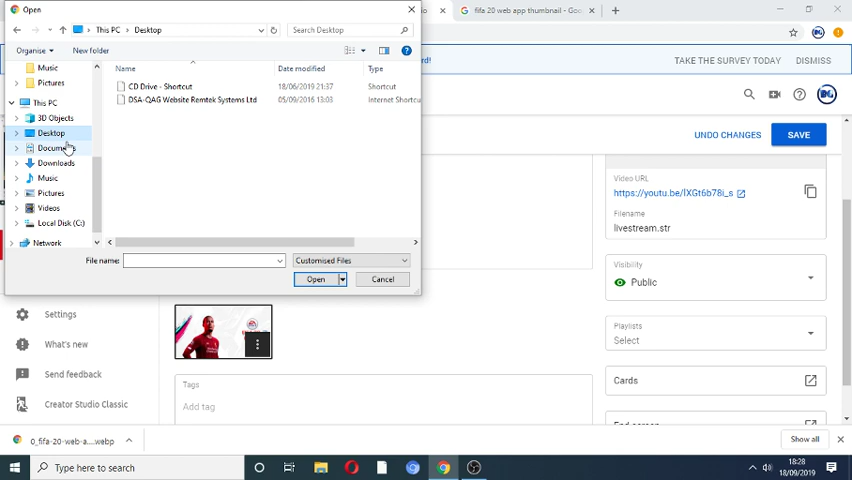 Open
io
fifa 20 web app thumbnail - Goo
This PC
Desktop
Search Desktop
Organise
New folder
rd!
TAKE THE SURVEY TODAY
DISMISS
Name
Date modified
Type
Music
Pictures
CD Drive - Shortcut
18/06/2019 21:37
Shortcut
DSA-QAG Website Remtek Systems Ltd
05/09/2016 13:03
Internet Shortcu
This PC
3D Objects
Desktop
Documents
Downloads
Music
Pictures
Videos
Local Disk (C:)
Network
UNDO CHANGES
SAVE
Video URL
https://youtu.be/lXGt6b78i_s
Filename
livestream.str
File name:
Customised Files
Open
Cancel
Visibility
Public
Playlists
Select
Settings
What's new
Send feedback
Creator Studio Classic
Cards
Tags
Add tag
0_fifa-20-web-a....webp
Show all
Type here to search
18:28
18/09/2019